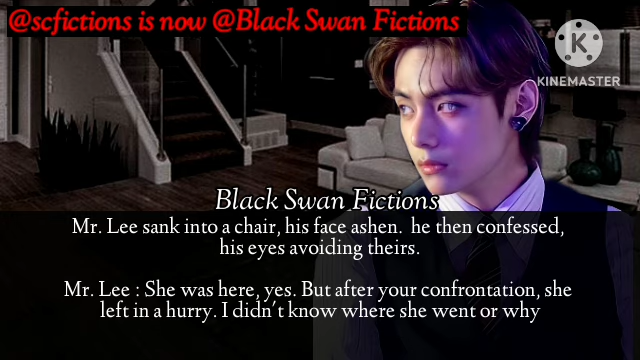 @scfictions is now @Black Swan Fictions
KINEMASTER
Black Swan Fictions
Mr. Lee sank into a chair, his face ashen. he then confessed,
his eyes avoiding theirs.
Mr. Lee : She was here, yes. But after your confrontation, she
left in a hurry. I didn't know where she went or why